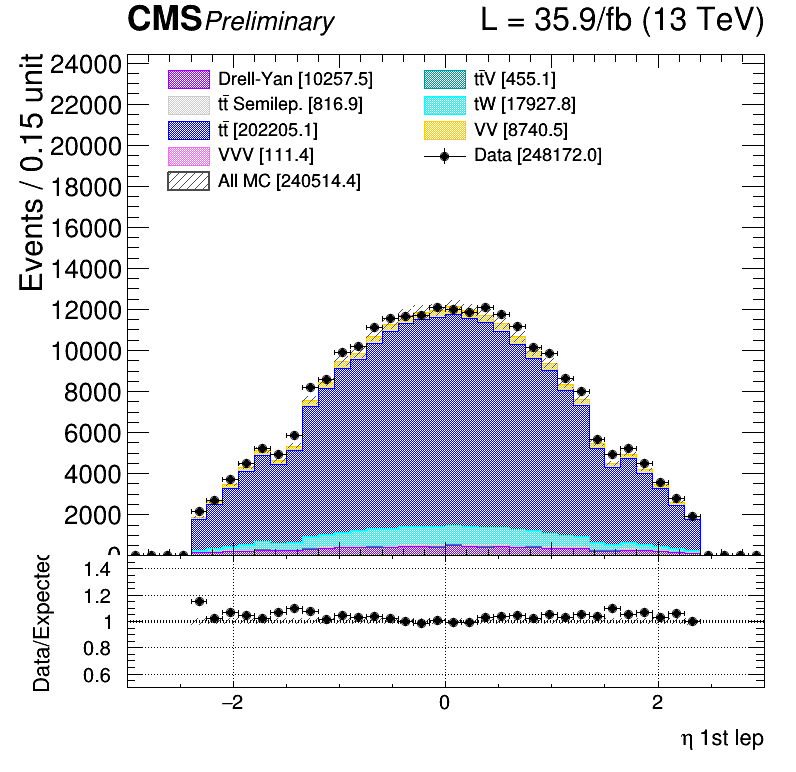 CMS Preliminary L = 35.9/fb (13 TeV)
Events / 0.15 unit
24000
22000
20000
18000
16000
14000
12000
10000
8000
6000
4000
2000
0
Drell-Yan [10257.5]
tt̄ Semilep. [816.9]
tt̄ [202205.1]
VVV [111.4]
All MC [240514.4]
tt̄V [455.1]
tW [17927.8]
VV [8740.5]
Data [248172.0]
Data/Expected
1.4
1.2
1
0.8
0.6
−2 0 2
η 1st lep